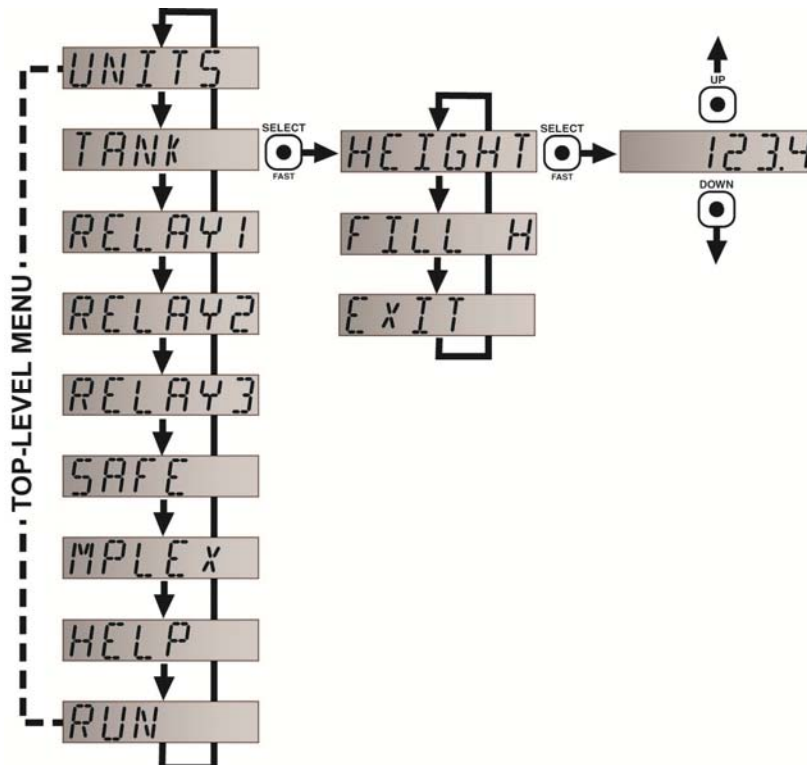 TOP-LEVEL MENU
UNITS
TANK
RELAY1
RELAY2
RELAY3
SAFE
MPLEX
HELP
RUN
SELECT
FAST
HEIGHT
FILL H
EXIT
SELECT
FAST
UP
123.4
DOWN